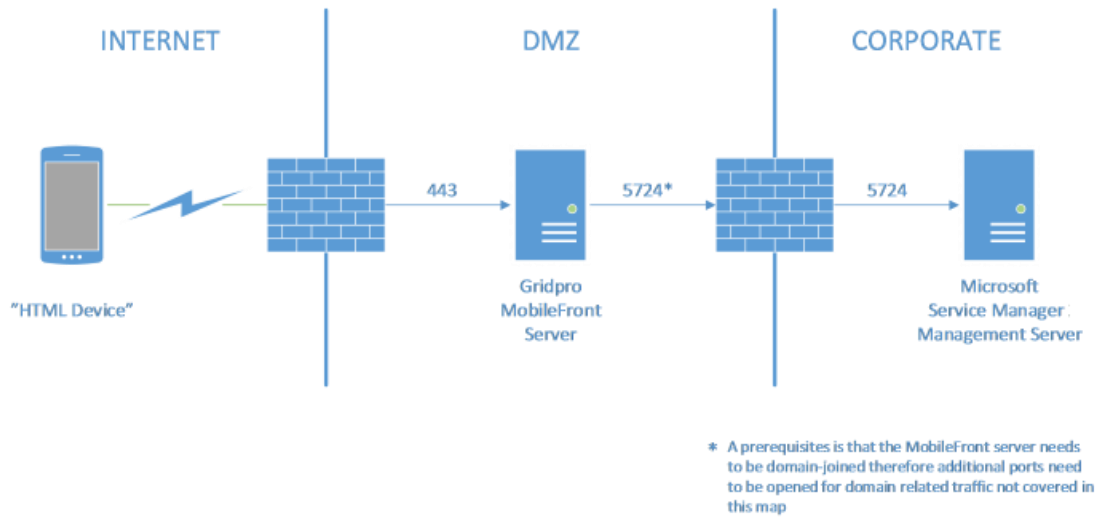 INTERNET
DMZ
CORPORATE
443
5724*
5724
"HTML Device"
Gridpro
MobileFront
Server
Microsoft
Service Manager
Management Server
* A prerequisites is that the MobileFront server needs
to be domain-joined therefore additional ports need
to be opened for domain related traffic not covered in
this map